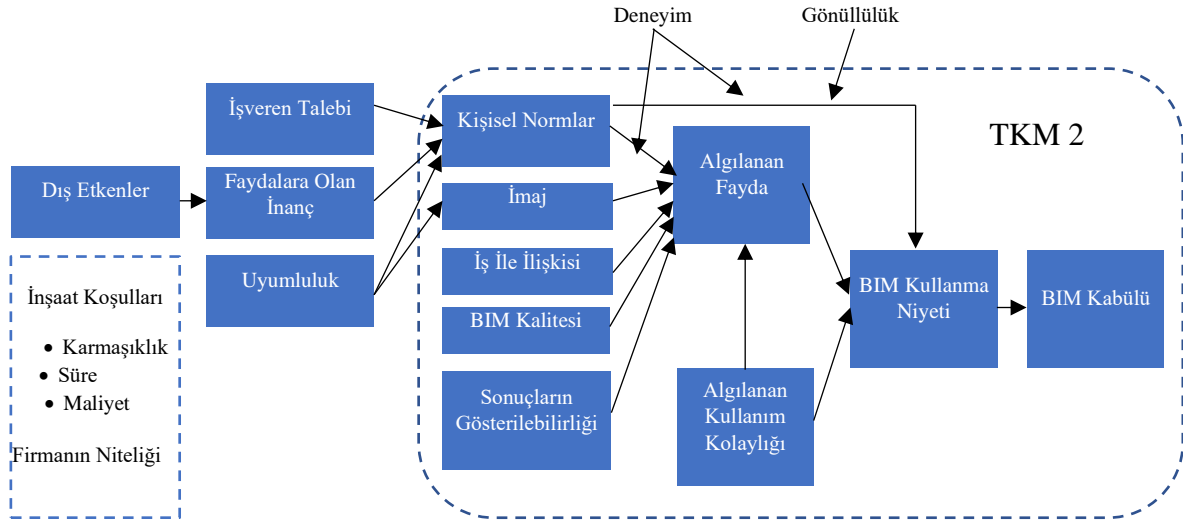 Deneyim
Gönüllülük
TKM 2
Dış Etkenler
İnşaat Koşulları
• Karmaşıklık
• Süre
• Maliyet
Firmanın Niteliği
İşveren Talebi
Faydalara Olan
İnanç
Uyumluluk
Kişisel Normlar
İmaj
İş İle İlişkisi
BIM Kalitesi
Sonuçların
Gösterilebilirliği
Algılanan
Fayda
Algılanan
Kullanım
Kolaylığı
BIM Kullanma
Niyeti
BIM Kabülü